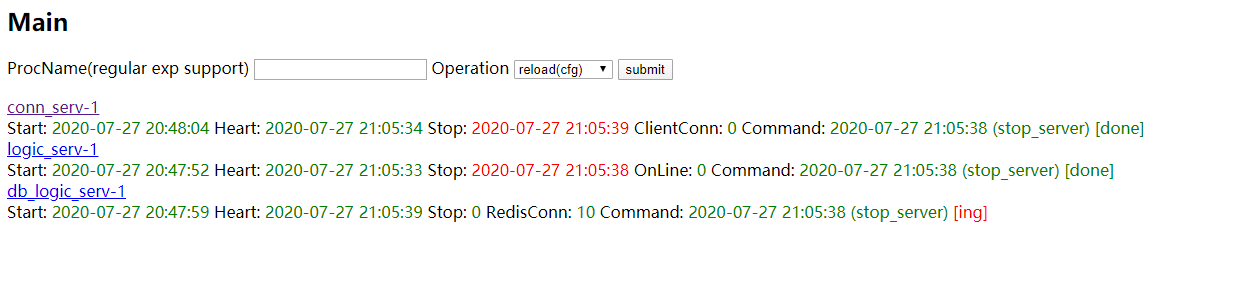 Main
ProcName(regular exp support) Operation reload(cfg) submit
conn_serv-1
Start: 2020-07-27 20:48:04 Heart: 2020-07-27 21:05:34 Stop: 2020-07-27 21:05:39 ClientConn: 0 Command: 2020-07-27 21:05:38 (stop_server) [done]
logic_serv-1
Start: 2020-07-27 20:47:52 Heart: 2020-07-27 21:05:33 Stop: 2020-07-27 21:05:38 OnLine: 0 Command: 2020-07-27 21:05:38 (stop_server) [done]
db_logic_serv-1
Start: 2020-07-27 20:47:59 Heart: 2020-07-27 21:05:39 Stop: 0 RedisConn: 10 Command: 2020-07-27 21:05:38 (stop_server) [ing]